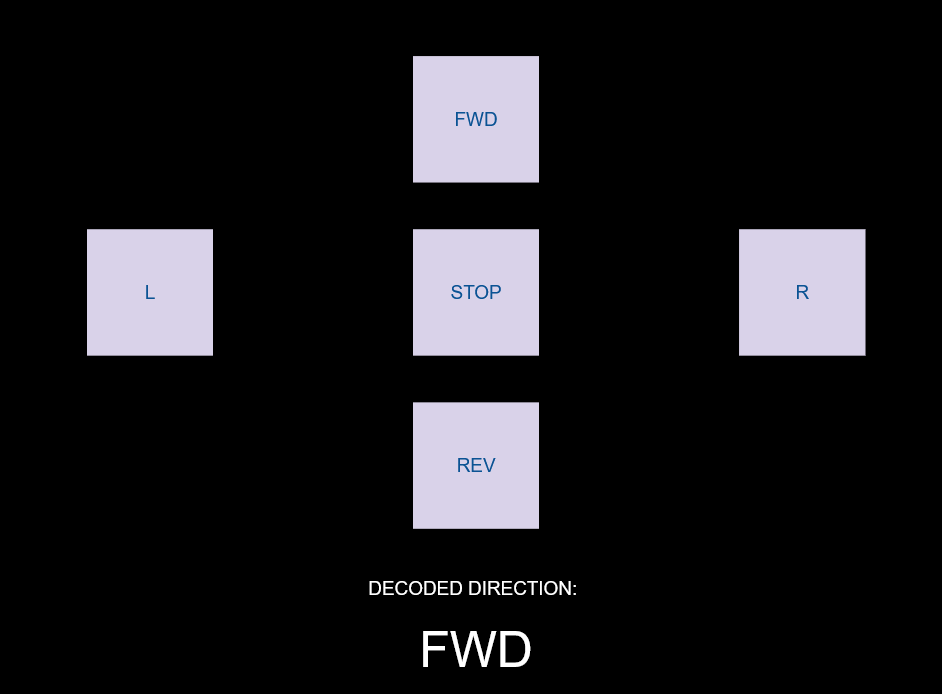 FWD
L
STOP
R
REV
DECODED DIRECTION:
FWD